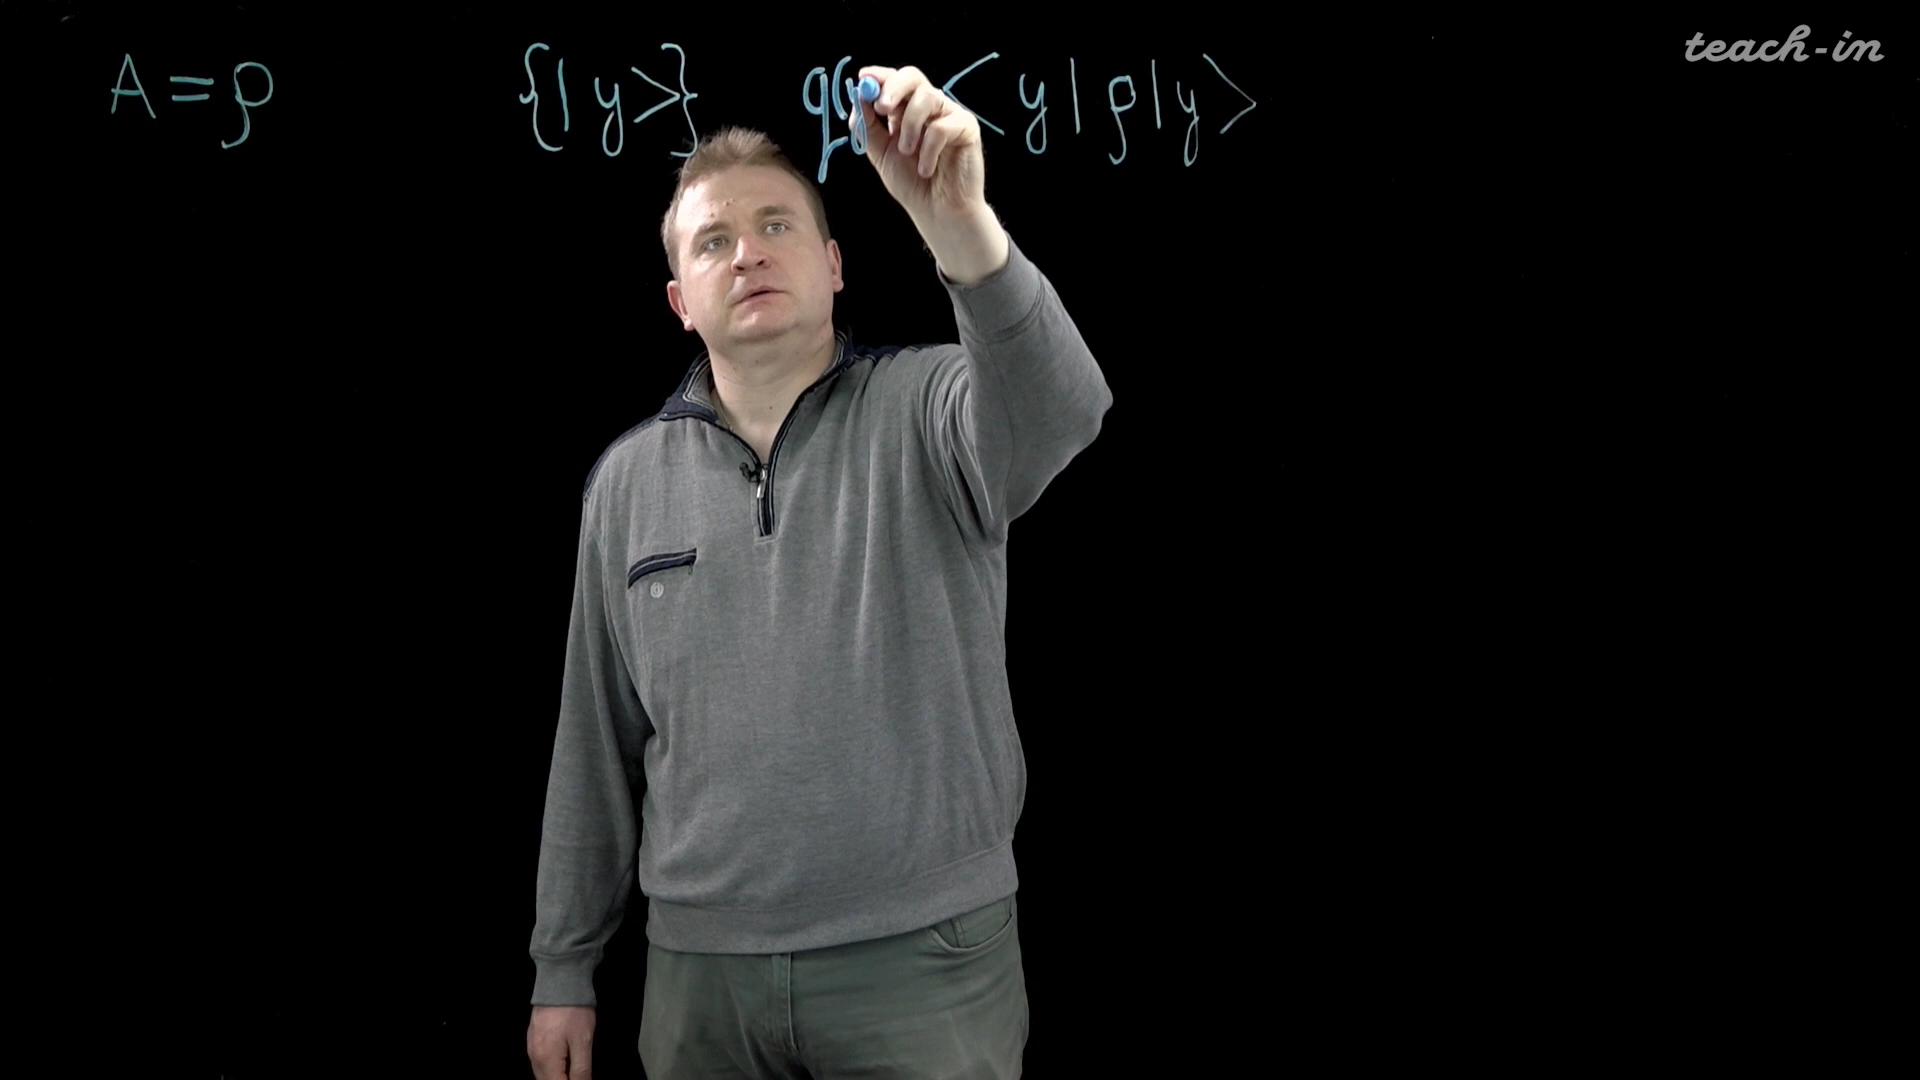 teach-in
A = ρ {|y>} q(y <y|ρ|y>